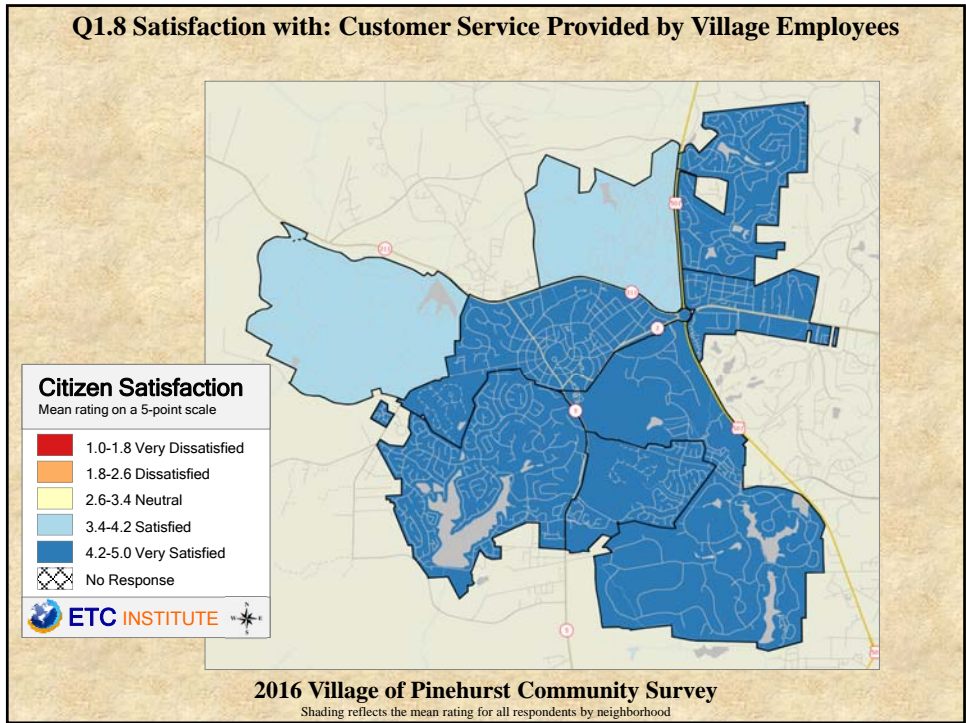 Q1.8 Satisfaction with: Customer Service Provided by Village Employees
211
5
Citizen Satisfaction
Mean rating on a 5-point scale
1.0-1.8 Very Dissatisfied
1.8-2.6 Dissatisfied
2.6-3.4 Neutral
3.4-4.2 Satisfied
4.2-5.0 Very Satisfied
No Response
ETC INSTITUTE
N
W E
S
5
2016 Village of Pinehurst Community Survey
Shading reflects the mean rating for all respondents by neighborhood